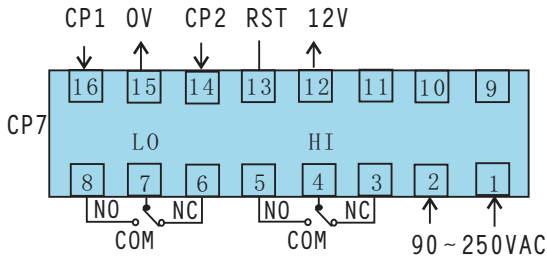 CP1 0V CP2 RST 12V
16 15 14 13 12 11 10 9
CP7
LO HI
8 7 6 5 4 3 2 1
NO NC NO NC
COM COM 90~250VAC